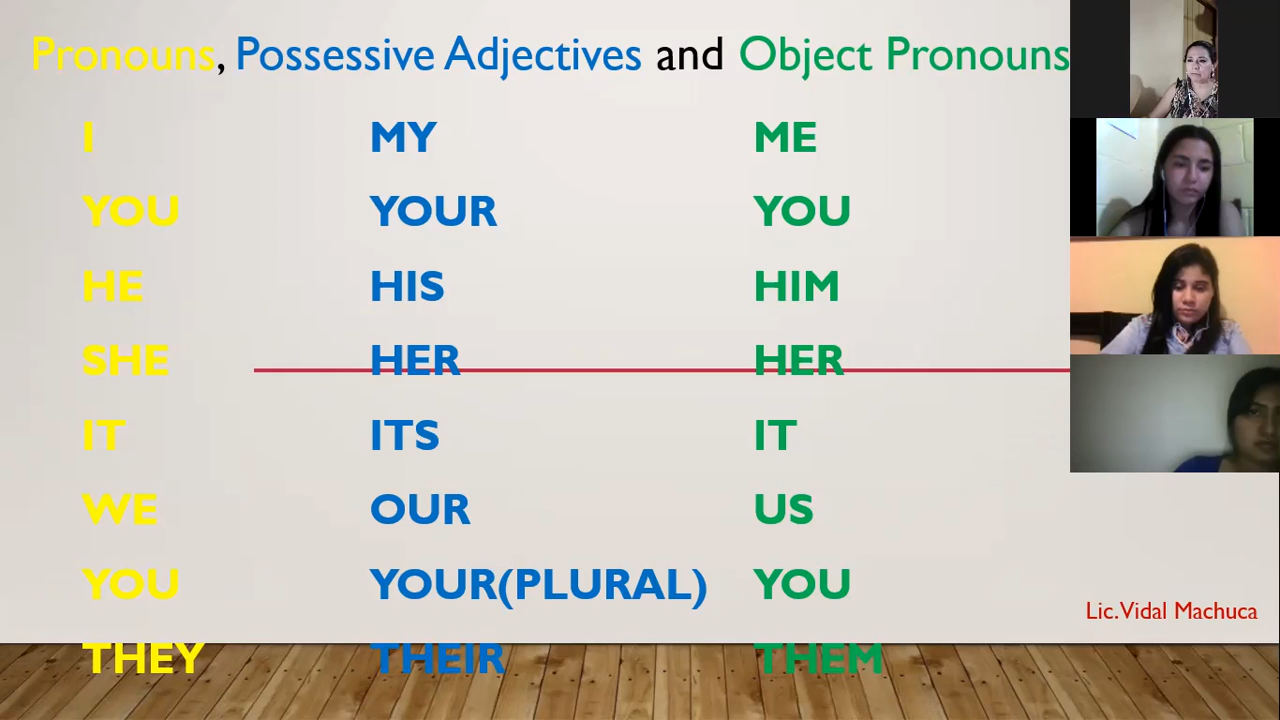 Pronouns, Possessive Adjectives and Object Pronouns
I MY ME
YOU YOUR YOU
HE HIS HIM
SHE HER HER
IT ITS IT
WE OUR US
YOU YOUR(PLURAL) YOU
Lic.Vidal Machuca
THEY THEIR THEM